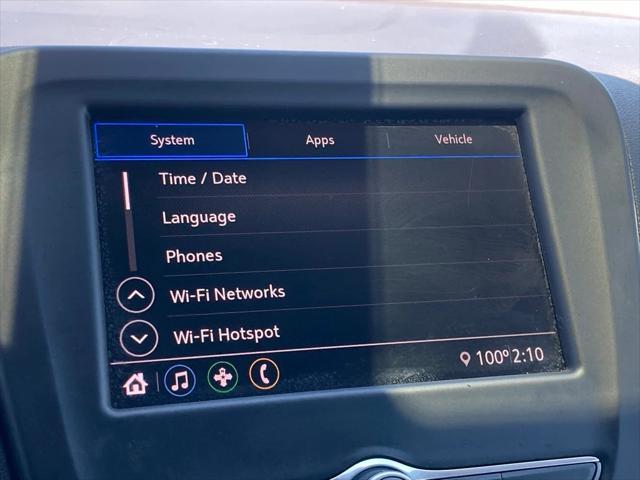 System Apps Vehicle
Time / Date
Language
Phones
Wi-Fi Networks
Wi-Fi Hotspot
100° 2:10